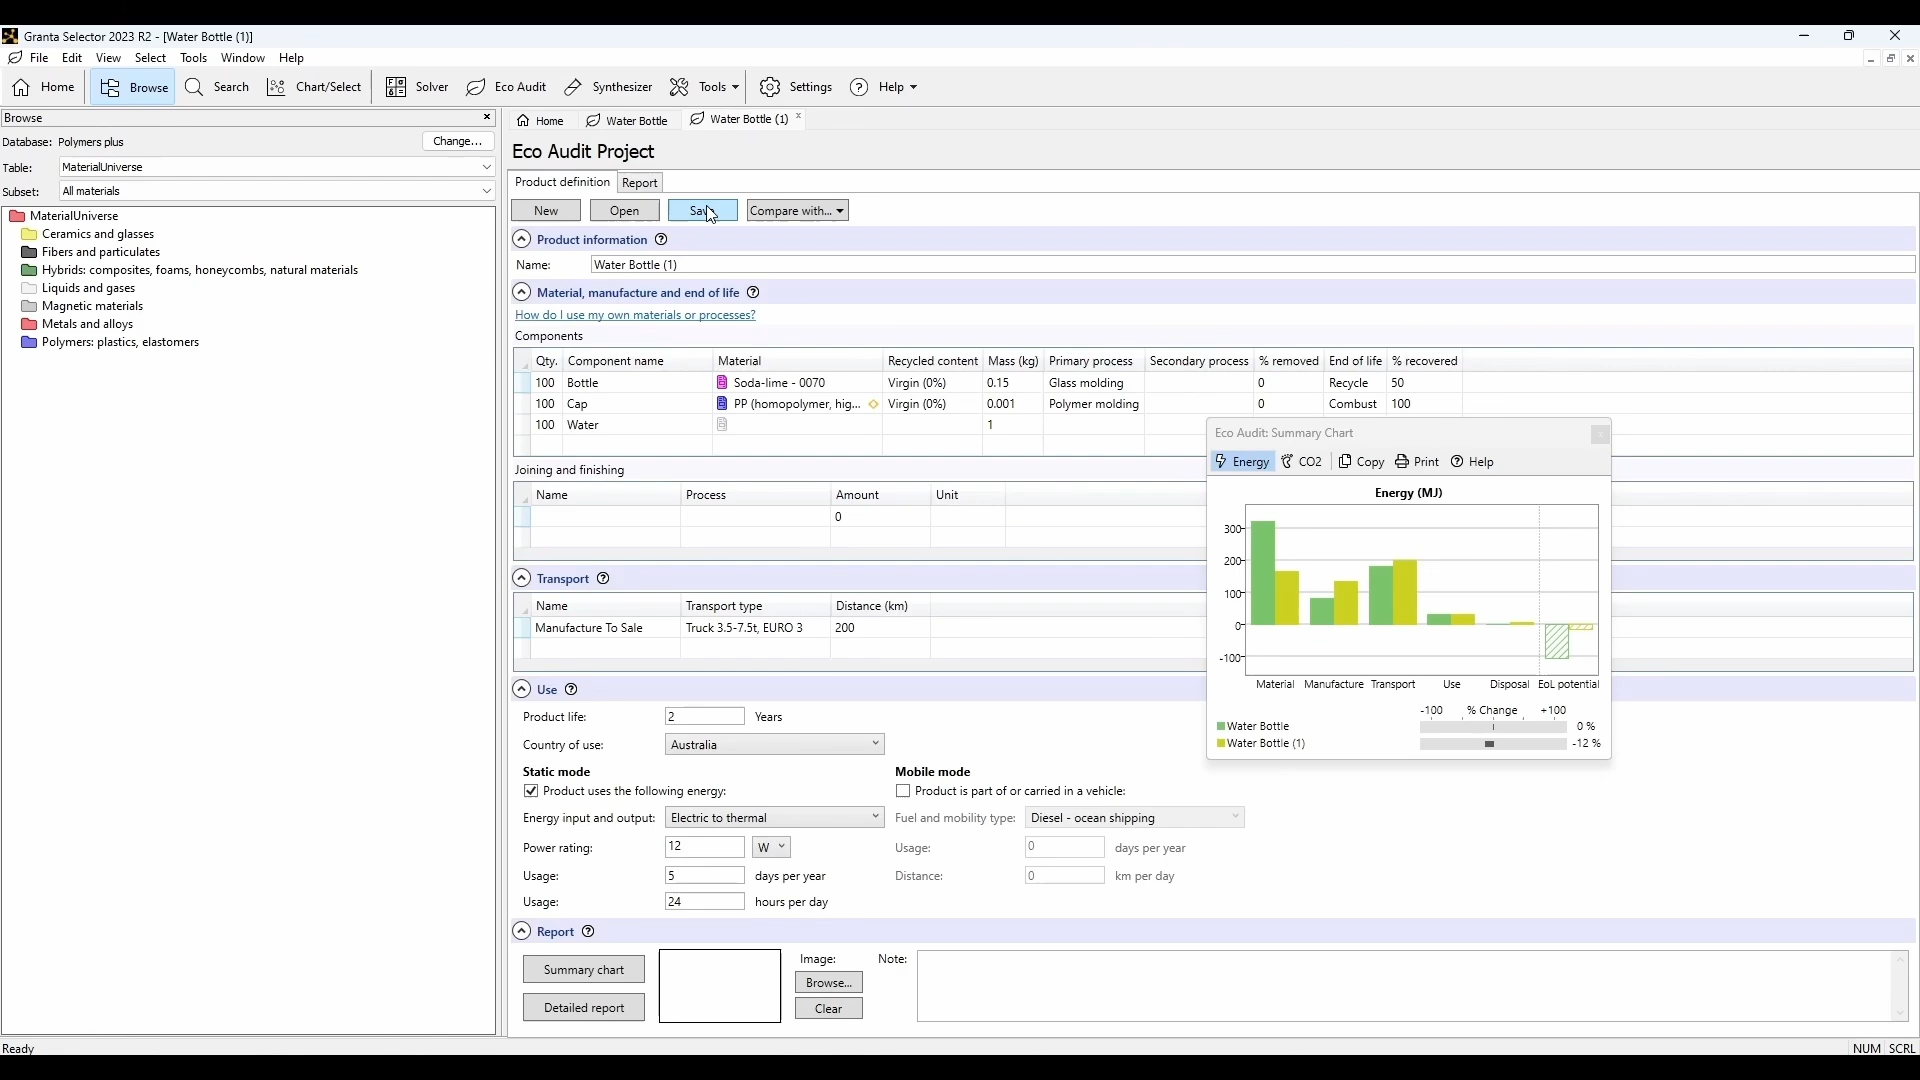 Granta Selector 2023 R2 - [Water Bottle (1)]
File Edit View Select Tools Window Help
Home Browse Search Chart/Select Solver Eco Audit Synthesizer Tools Settings Help
Browse
Database: Polymers plus Change...
Table: MaterialUniverse
Subset: All materials
MaterialUniverse
Ceramics and glasses
Fibers and particulates
Hybrids: composites, foams, honeycombs, natural materials
Liquids and gases
Magnetic materials
Metals and alloys
Polymers: plastics, elastomers
Home Water Bottle Water Bottle (1)
Eco Audit Project
Product definition Report
New Open Save Compare with...
Product information
Name: Water Bottle (1)
Material, manufacture and end of life
How do I use my own materials or processes?
Components
Qty. Component name Material Recycled content Mass (kg) Primary process Secondary process % removed End of life % recovered
100 Bottle Soda-lime - 0070 Virgin (0%) 0.15 Glass molding 0 Recycle 50
100 Cap PP (homopolymer, hig... Virgin (0%) 0.001 Polymer molding 0 Combust 100
100 Water 1
Joining and finishing
Name Process Amount Unit
0
Transport
Name Transport type Distance (km)
Manufacture To Sale Truck 3.5-7.5t, EURO 3 200
Use
Product life: 2 Years
Country of use: Australia
Static mode
Product uses the following energy:
Energy input and output: Electric to thermal
Power rating: 12 W
Usage: 5 days per year
Usage: 24 hours per day
Mobile mode
Product is part of or carried in a vehicle:
Fuel and mobility type: Diesel - ocean shipping
Usage: 0 days per year
Distance: 0 km per day
Report
Summary chart
Detailed report
Image:
Browse...
Clear
Note:
Eco Audit: Summary Chart
Energy CO2 Copy Print Help
Energy (MJ)
300
200
100
0
-100
Material Manufacture Transport Use Disposal EoL potential
-100 % Change +100
Water Bottle 0 %
Water Bottle (1) -12 %
Ready
NUM SCRL